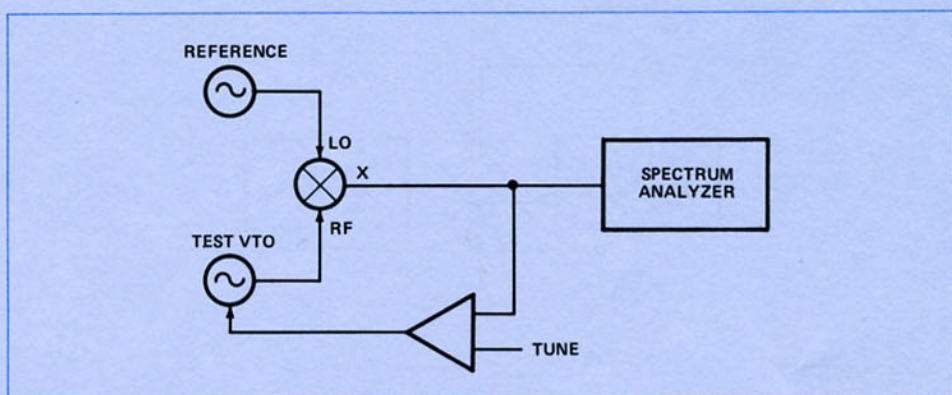 REFERENCE
LO
X
SPECTRUM
ANALYZER
RF
TEST VTO
TUNE